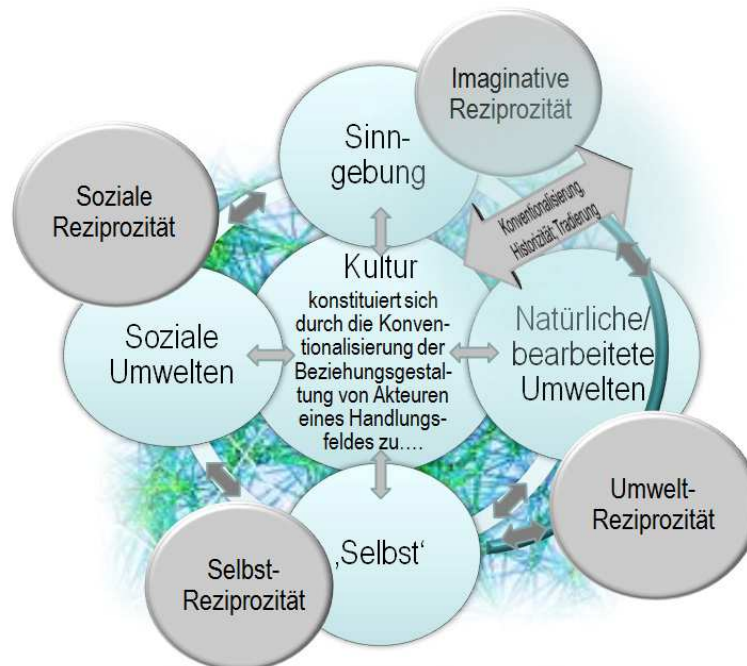 Imaginative
Reziprozität
Sinn-
gebung
Soziale
Reziprozität
Konventionalisierung,
Historizität; Tradierung
Kultur
konstituiert sich
durch die Konven-
tionalisierung der
Beziehungsgestal-
tung von Akteuren
eines Handlungs-
feldes zu....
Soziale
Umwelten
Natürliche/
bearbeitete
Umwelten
Umwelt-
Reziprozität
‚Selbst‘
Selbst-
Reziprozität